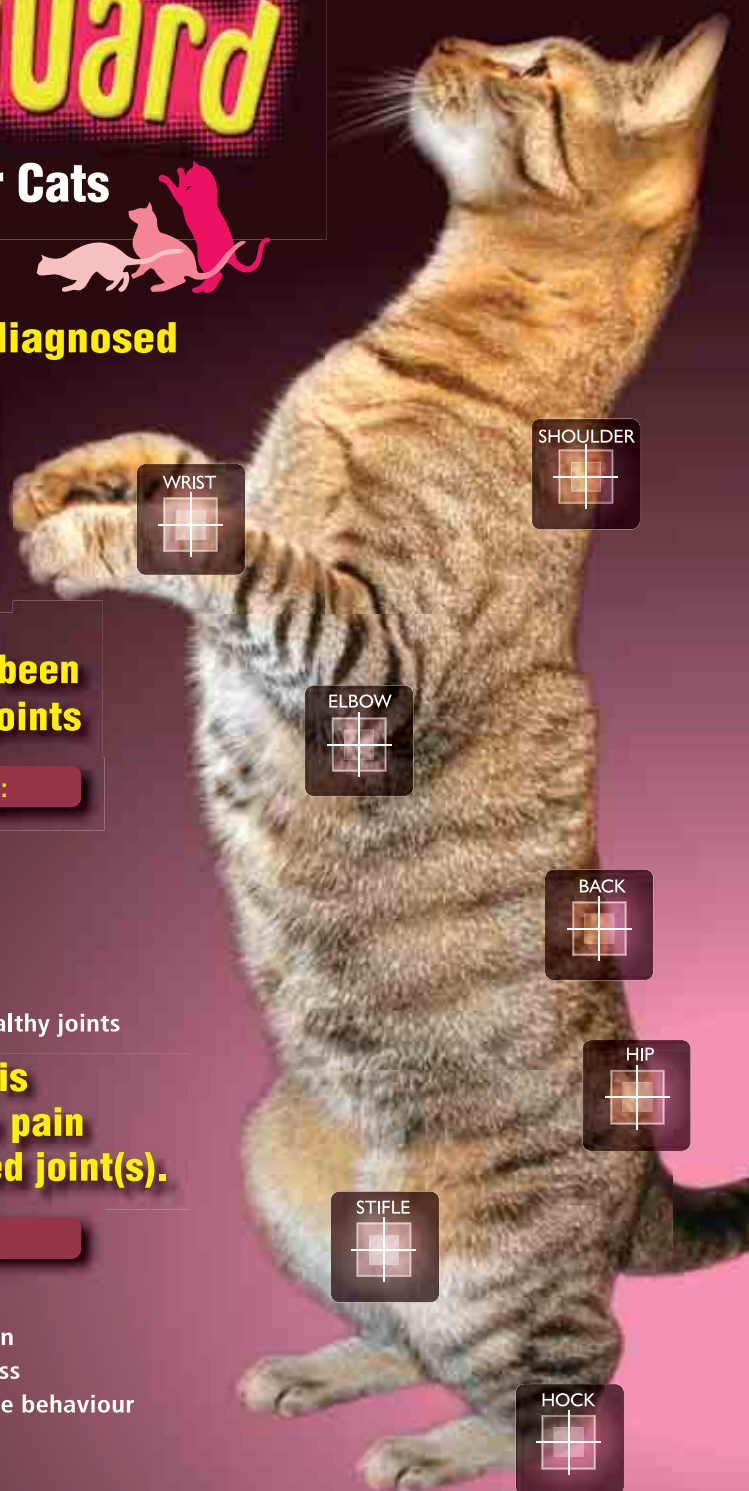 uard
r Cats
diagnosed
SHOULDER
WRIST
been
oints
ELBOW
:
BACK
althy joints
HIP
is
pain
ed joint(s).
STIFLE
n
ss
e behaviour
HOCK